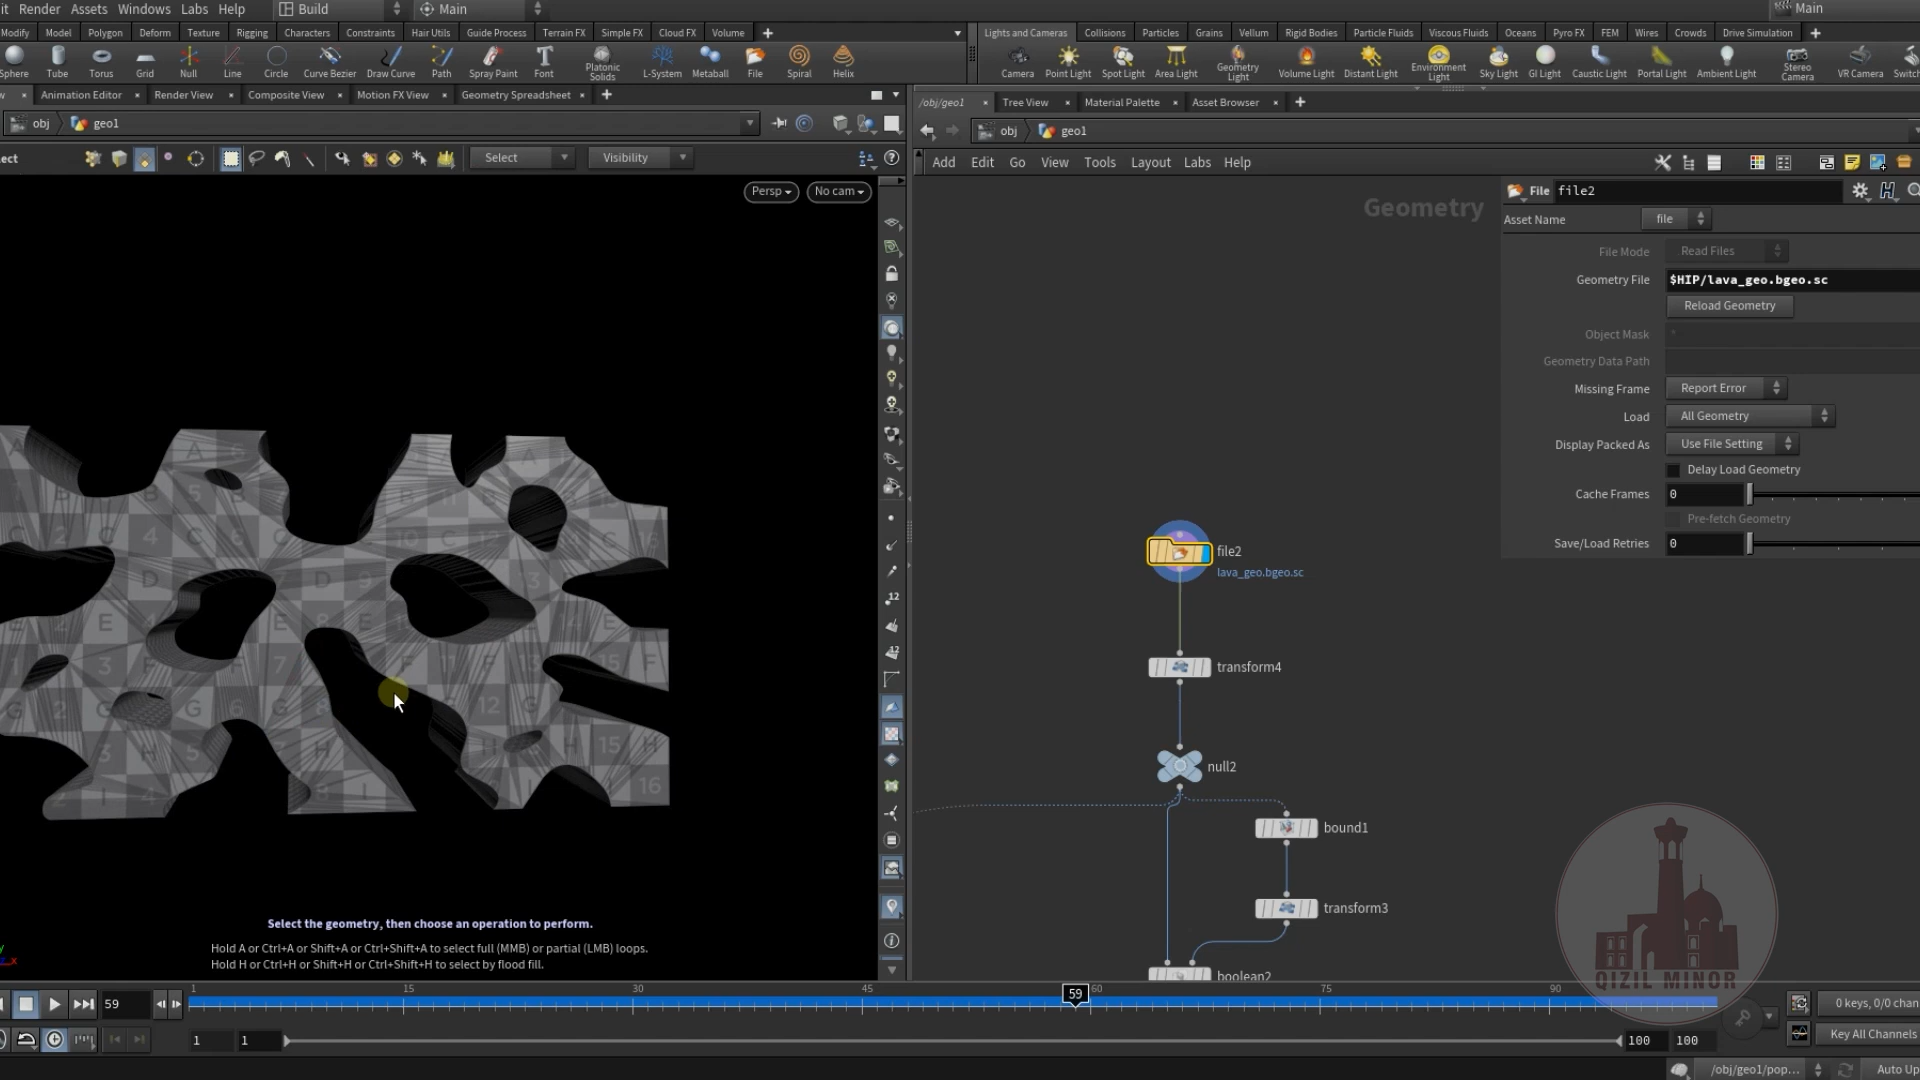 it Render Assets Windows Labs Help Build Main Main
Modify Model Polygon Deform Texture Rigging Characters Constraints Hair Utils Guide Process Terrain FX Simple FX Cloud FX Volume
Lights and Cameras Collisions Particles Grains Vellum Rigid Bodies Particle Fluids Viscous Fluids Oceans Pyro FX FEM Wires Crowds Drive Simulation
Sphere Tube Torus Grid Null Line Circle Curve Bezier Draw Curve Path Spray Paint Font Platonic Solids L-System Metaball File Spiral Helix
Camera Point Light Spot Light Area Light Geometry Light Volume Light Distant Light Environment Light Sky Light GI Light Caustic Light Portal Light Ambient Light Stereo Camera VR Camera Switch
Animation Editor Render View Composite View Motion FX View Geometry Spreadsheet
/obj/geo1 Tree View Material Palette Asset Browser
obj geo1
obj geo1
ect Select Visibility
Add Edit Go View Tools Layout Labs Help
Persp No cam
Geometry
File file2
Asset Name file
File Mode Read Files
Geometry File $HIP/lava_geo.bgeo.sc
Reload Geometry
Object Mask *
Geometry Data Path
Missing Frame Report Error
Load All Geometry
Display Packed As Use File Setting
Delay Load Geometry
Cache Frames 0
Pre-fetch Geometry
Save/Load Retries 0
file2
lava_geo.bgeo.sc
transform4
null2
bound1
transform3
boolean2
12
12
Select the geometry, then choose an operation to perform.
Hold A or Ctrl+A or Shift+A or Ctrl+Shift+A to select full (MMB) or partial (LMB) loops.
Hold H or Ctrl+H or Shift+H or Ctrl+Shift+H to select by flood fill.
y
x
QIZIL MINOR
59 1 15 30 45 59 60 75 90
0 keys, 0/0 chan
1 1 100 100
Key All Channels
/obj/geo1/pop... Auto Up